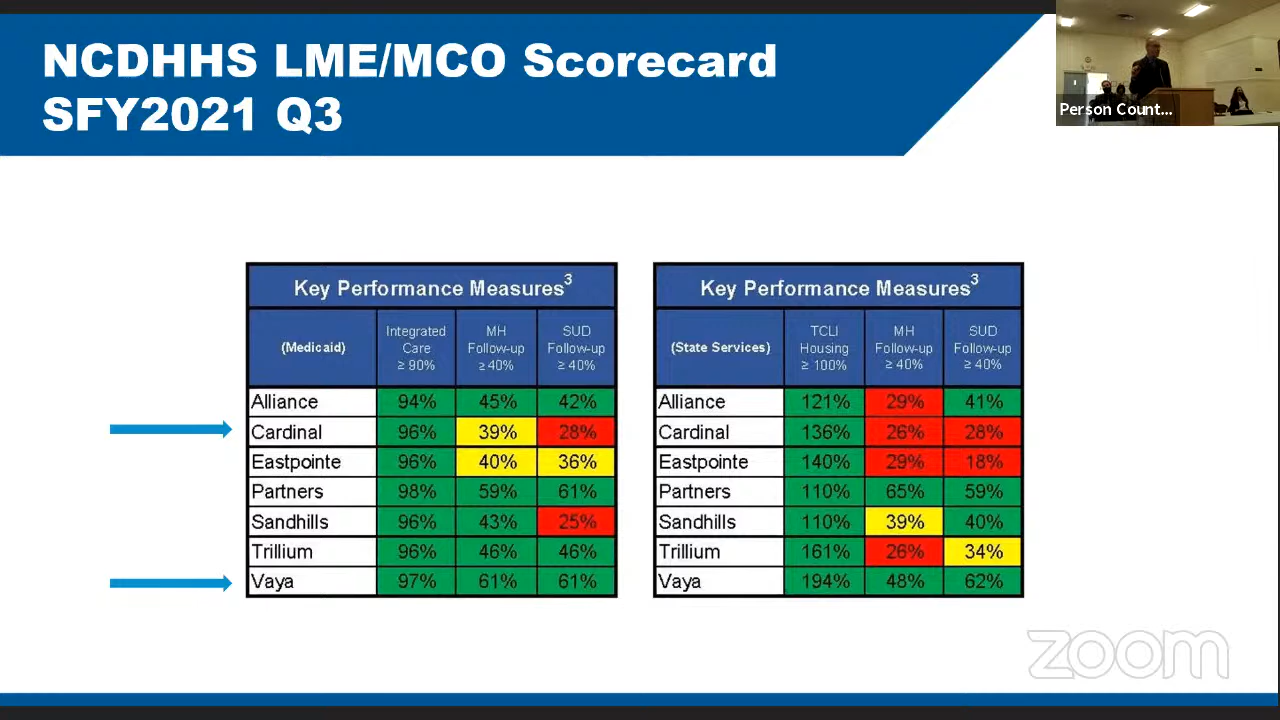 NCDHHS LME/MCO Scorecard
SFY2021 Q3
Person Count...
Key Performance Measures3
(Medicaid)
Integrated Care ≥ 90%
MH Follow-up ≥40%
SUD Follow-up ≥ 40%
Alliance 94% 45% 42%
Cardinal 96% 39% 28%
Eastpointe 96% 40% 36%
Partners 98% 59% 61%
Sandhills 96% 43% 25%
Trillium 96% 46% 46%
Vaya 97% 61% 61%
Key Performance Measures3
(State Services)
TCLI Housing ≥ 100%
MH Follow-up ≥ 40%
SUD Follow-up ≥ 40%
Alliance 121% 29% 41%
Cardinal 136% 26% 28%
Eastpointe 140% 29% 18%
Partners 110% 65% 59%
Sandhills 110% 39% 40%
Trillium 161% 26% 34%
Vaya 194% 48% 62%
zoom